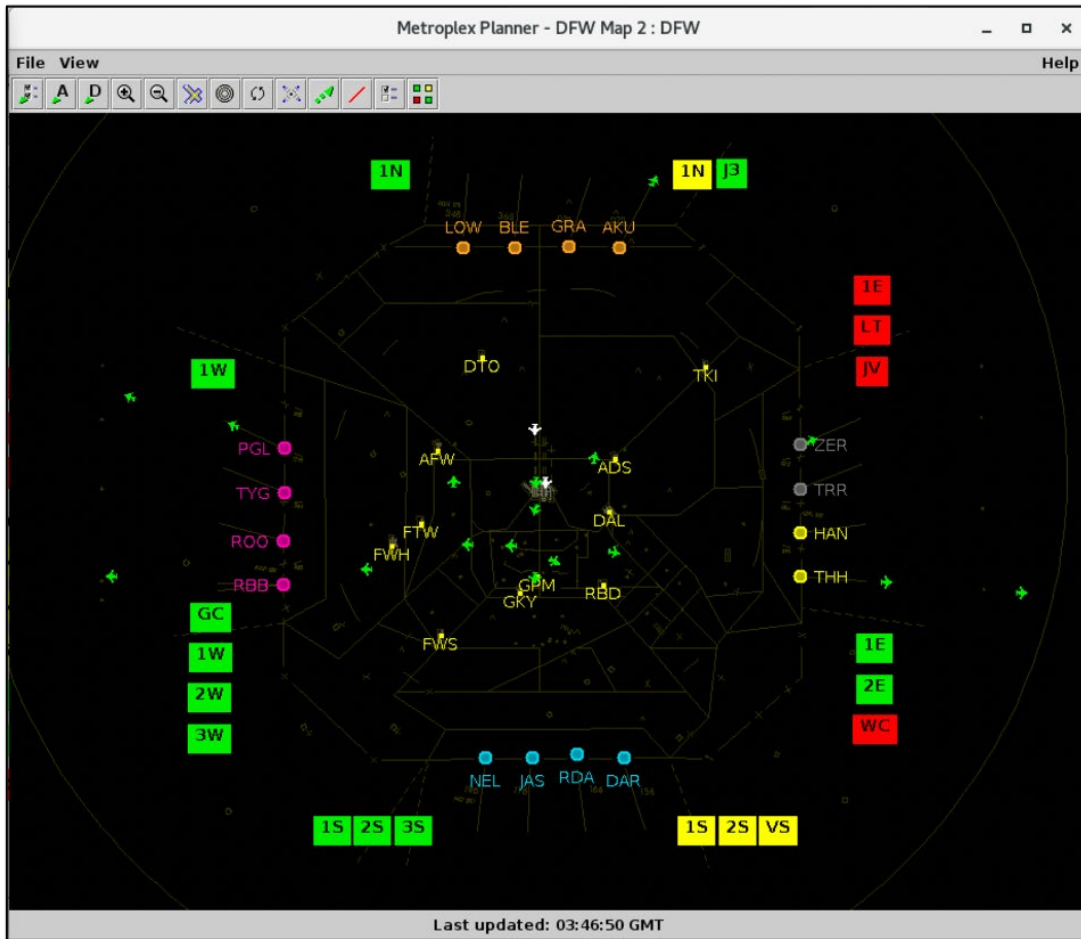 Metroplex Planner - DFW Map 2 : DFW
File View Help
A D
1N 1N J3
LOW BLE GRA AKU
1E
LT
JV
DTO
TKI
1W
PGL AFW ADS ZER
TYG TRR
DAL
FTW HAN
ROO FWH
GPM THH
RBB GKY RBD
GC
FWS
1W 1E
2W 2E
3W WC
NEL JAS RDA DAR
1S 2S 3S 1S 2S VS
Last updated: 03:46:50 GMT